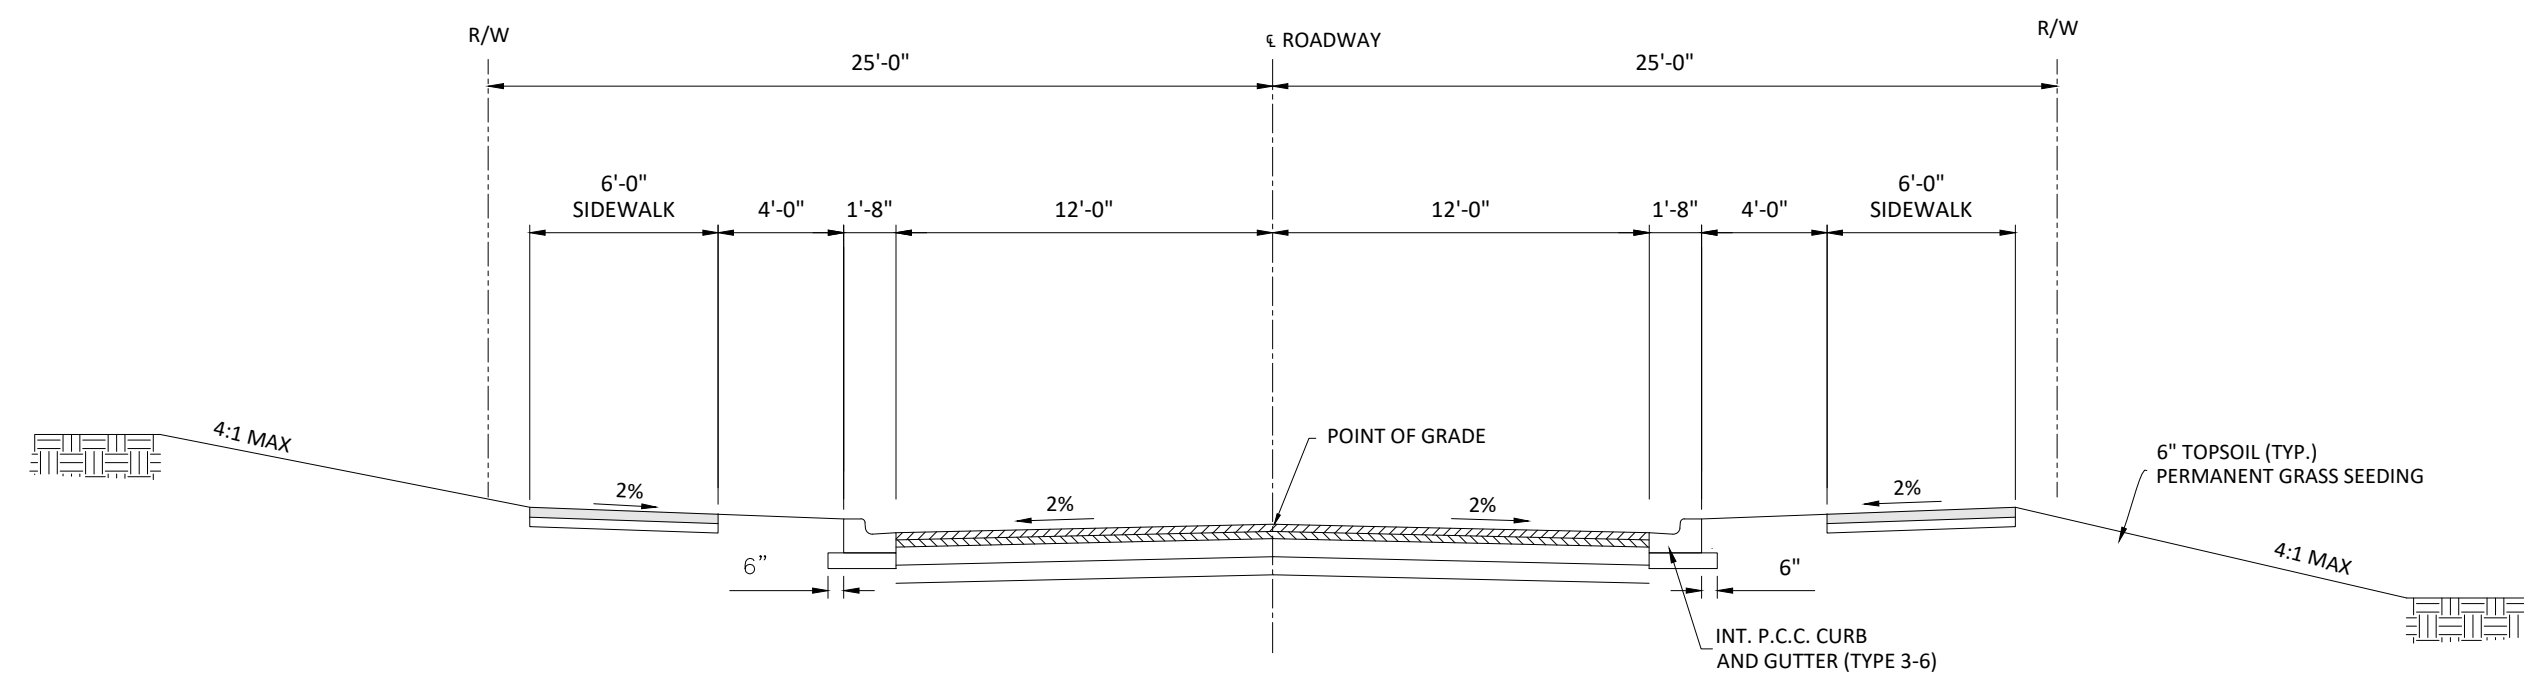 R/W
℄ ROADWAY
R/W
25'-0"
25'-0"
6'-0"
SIDEWALK
4'-0"
1'-8"
12'-0"
12'-0"
1'-8"
4'-0"
6'-0"
SIDEWALK
4:1 MAX
POINT OF GRADE
6" TOPSOIL (TYP.)
PERMANENT GRASS SEEDING
2%
2%
2%
2%
4:1 MAX
6”
6"
INT. P.C.C. CURB
AND GUTTER (TYPE 3-6)